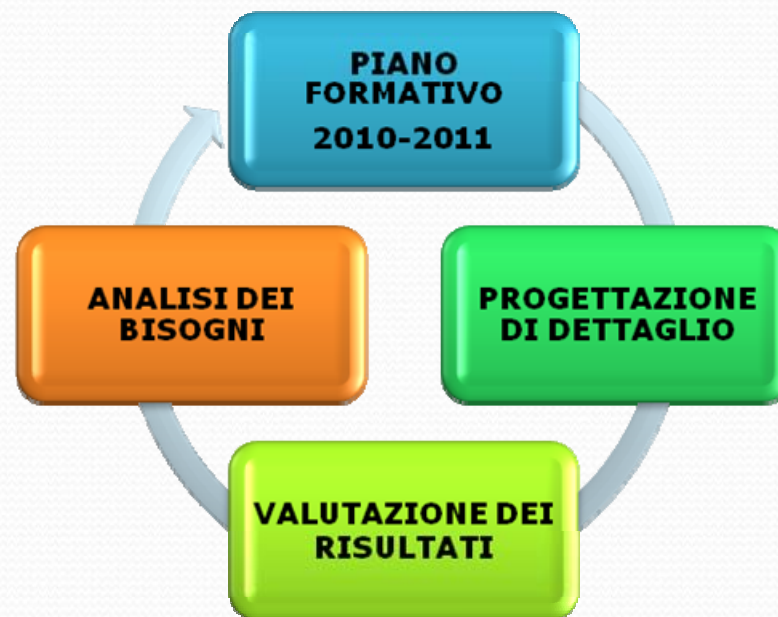 PIANO
FORMATIVO
2010-2011
ANALISI DEI
BISOGNI
PROGETTAZIONE
DI DETTAGLIO
VALUTAZIONE DEI
RISULTATI